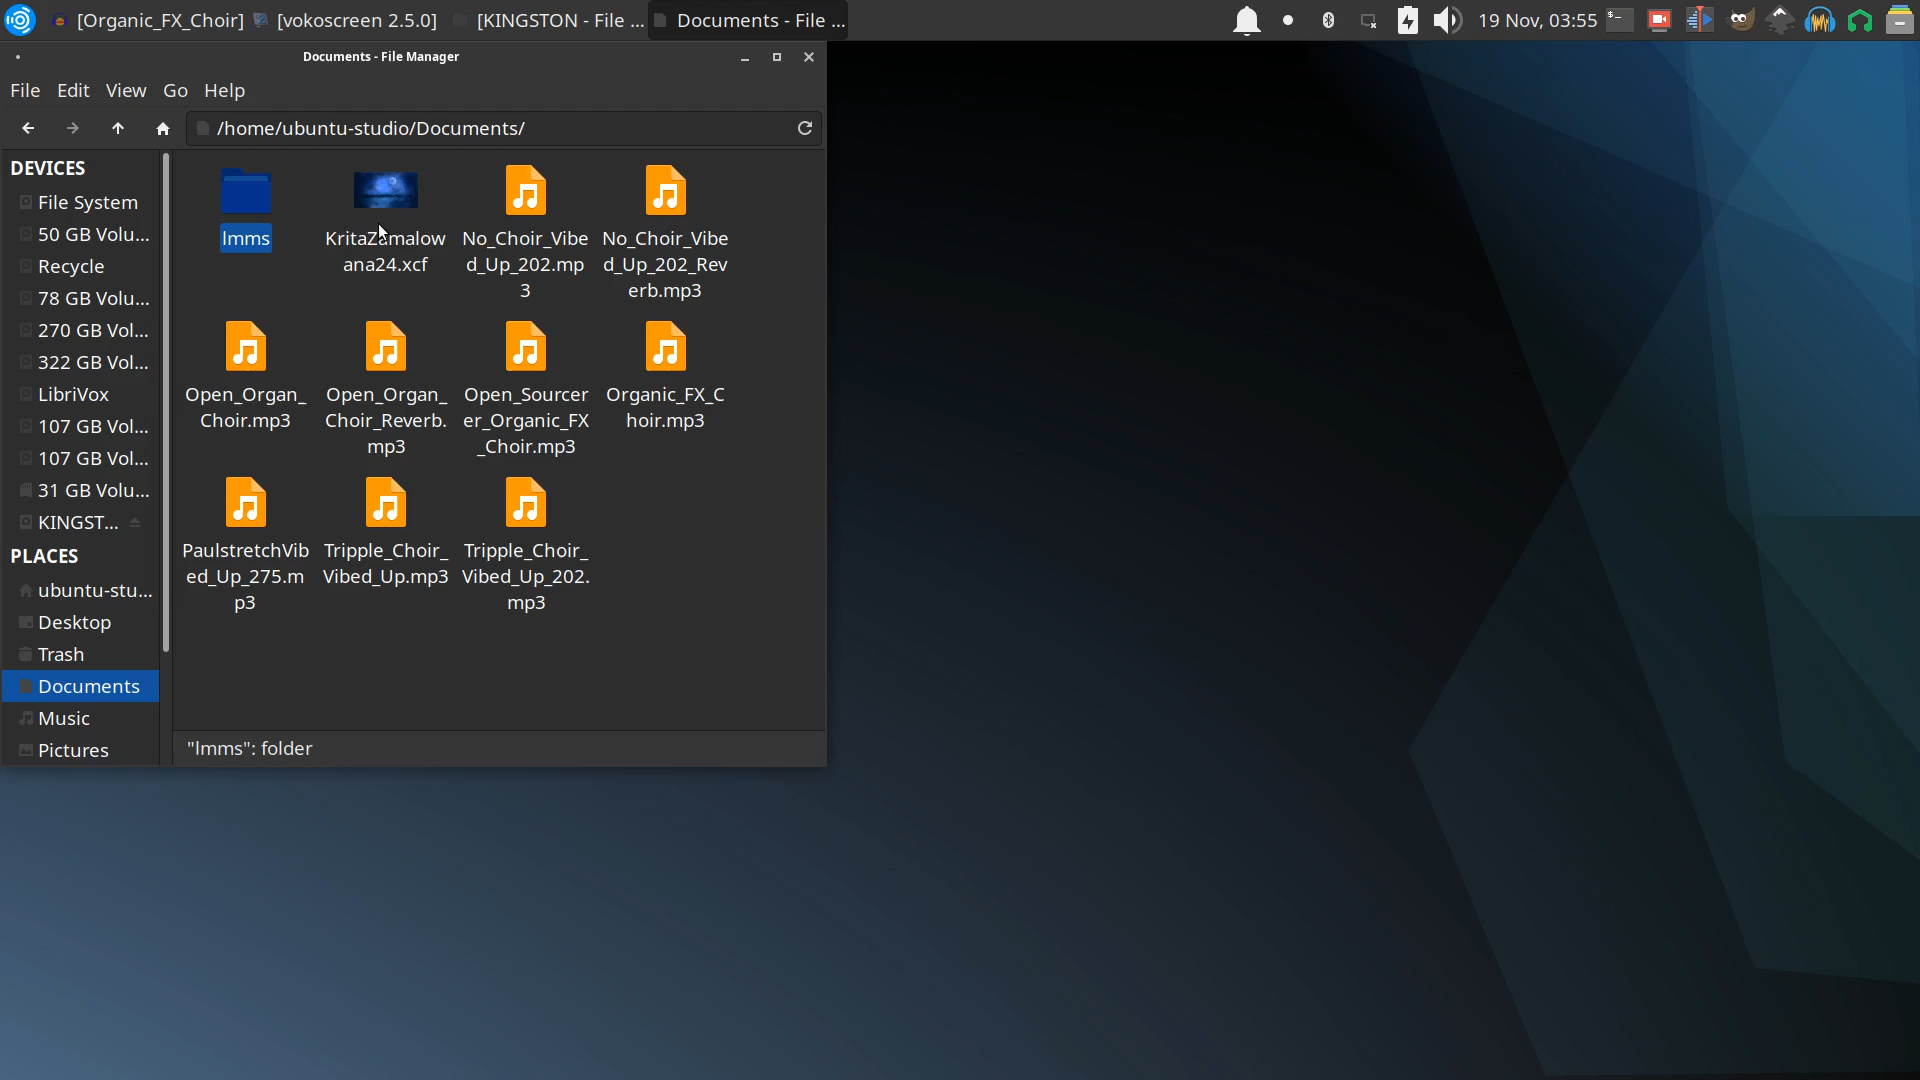 [Organic_FX_Choir] [vokoscreen 2.5.0] [KINGSTON - File ... Documents - File ... 19 Nov, 03:55
Documents - File Manager
File Edit View Go Help
/home/ubuntu-studio/Documents/
DEVICES
File System
50 GB Volu...
Recycle
78 GB Volu...
270 GB Vol...
322 GB Vol...
LibriVox
107 GB Vol...
107 GB Vol...
31 GB Volu...
KINGST...
PLACES
ubuntu-stu...
Desktop
Trash
Documents
Music
Pictures
lmms
KritaZamalow
ana24.xcf
No_Choir_Vibe
d_Up_202.mp
3
No_Choir_Vibe
d_Up_202_Rev
erb.mp3
Open_Organ_
Choir.mp3
Open_Organ_
Choir_Reverb.
mp3
Open_Sourcer
er_Organic_FX
_Choir.mp3
Organic_FX_C
hoir.mp3
PaulstretchVib
ed_Up_275.m
p3
Tripple_Choir_
Vibed_Up.mp3
Tripple_Choir_
Vibed_Up_202.
mp3
"lmms": folder